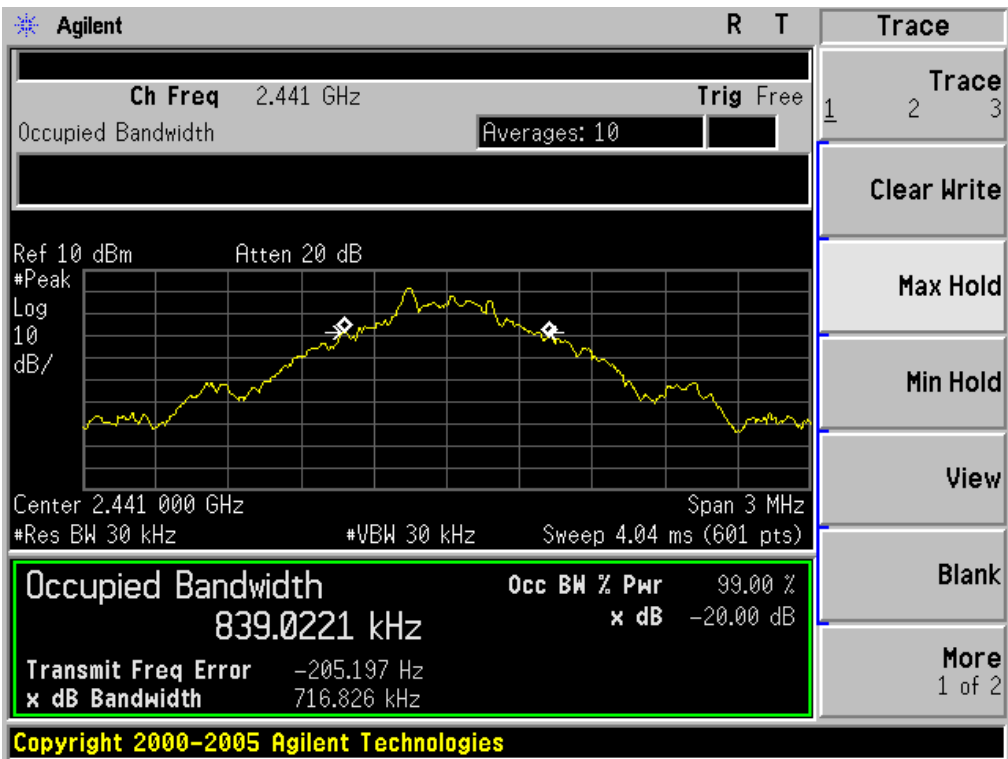 Agilent R T Trace
Ch Freq 2.441 GHz Trig Free
Occupied Bandwidth Averages: 10
Trace
1 2 3
Clear Write
Ref 10 dBm Atten 20 dB
#Peak
Log
10
dB/
Max Hold
Min Hold
View
Center 2.441 000 GHz Span 3 MHz
#Res BW 30 kHz #VBW 30 kHz Sweep 4.04 ms (601 pts)
Occupied Bandwidth Occ BW % Pwr 99.00 %
839.0221 kHz x dB -20.00 dB
Transmit Freq Error -205.197 Hz
x dB Bandwidth 716.826 kHz
Blank
More
1 of 2
Copyright 2000-2005 Agilent Technologies